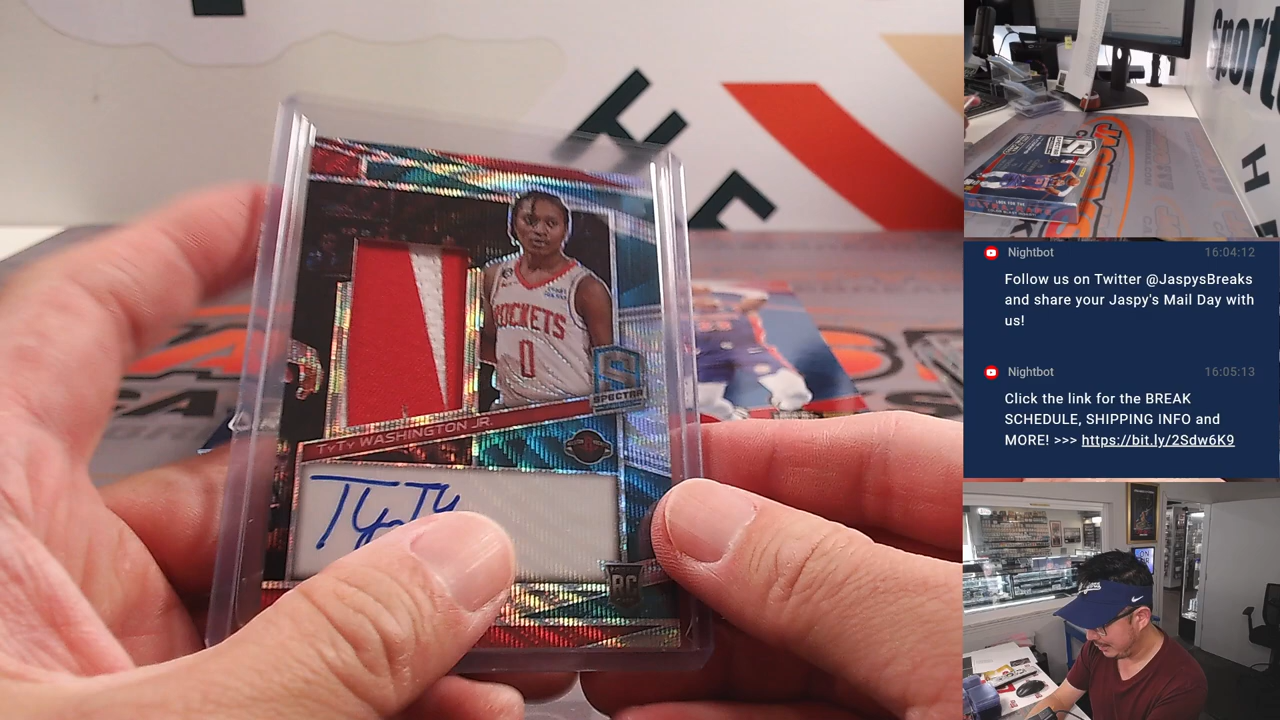 ROCKETS
0
SPECTRA
TYTY WASHINGTON JR.
TyTy
RC
Sport
Nightbot 16:04:12
Follow us on Twitter @JaspysBreaks
and share your Jaspy's Mail Day with
us!
Nightbot 16:05:13
Click the link for the BREAK
SCHEDULE, SHIPPING INFO and
MORE! >>> https://bit.ly/2Sdw6K9